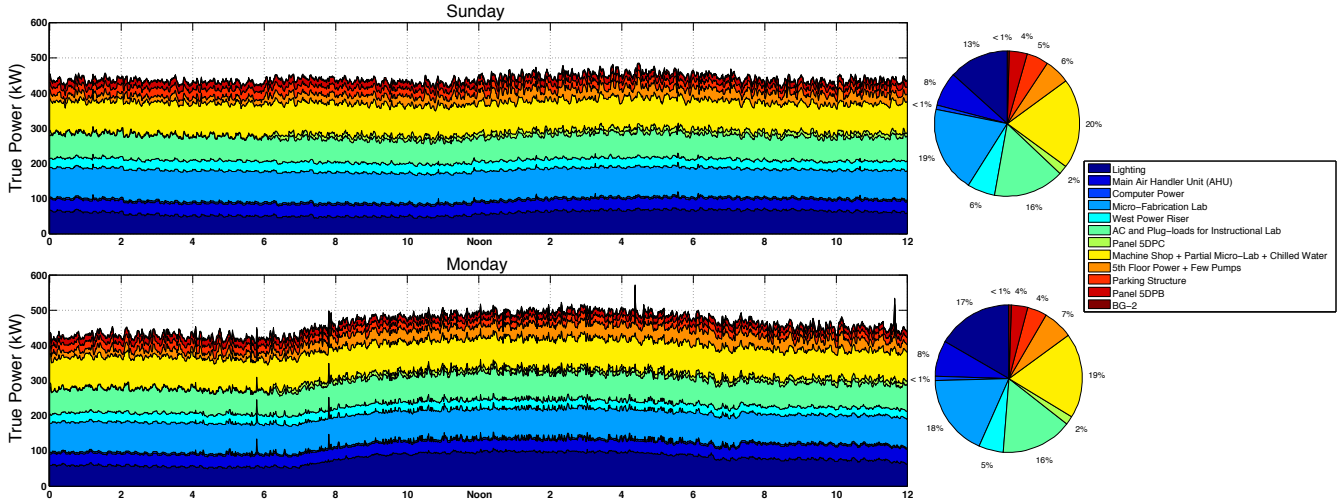 Sunday
True Power (kW)
600
500
400
300
200
100
0
0 2 4 6 8 10 Noon 2 4 6 8 10 12
< 1%
4%
5%
6%
20%
2%
16%
6%
19%
< 1%
8%
13%
Lighting
Main Air Handler Unit (AHU)
Computer Power
Micro-Fabrication Lab
West Power Riser
AC and Plug-loads for Instructional Lab
Panel 5DPC
Machine Shop + Partial Micro-Lab + Chilled Water
5th Floor Power + Few Pumps
Parking Structure
Panel 5DPB
BG-2
Monday
True Power (kW)
600
500
400
300
200
100
0
0 2 4 6 8 10 Noon 2 4 6 8 10 12
< 1%
4%
4%
7%
19%
2%
16%
5%
18%
< 1%
8%
17%